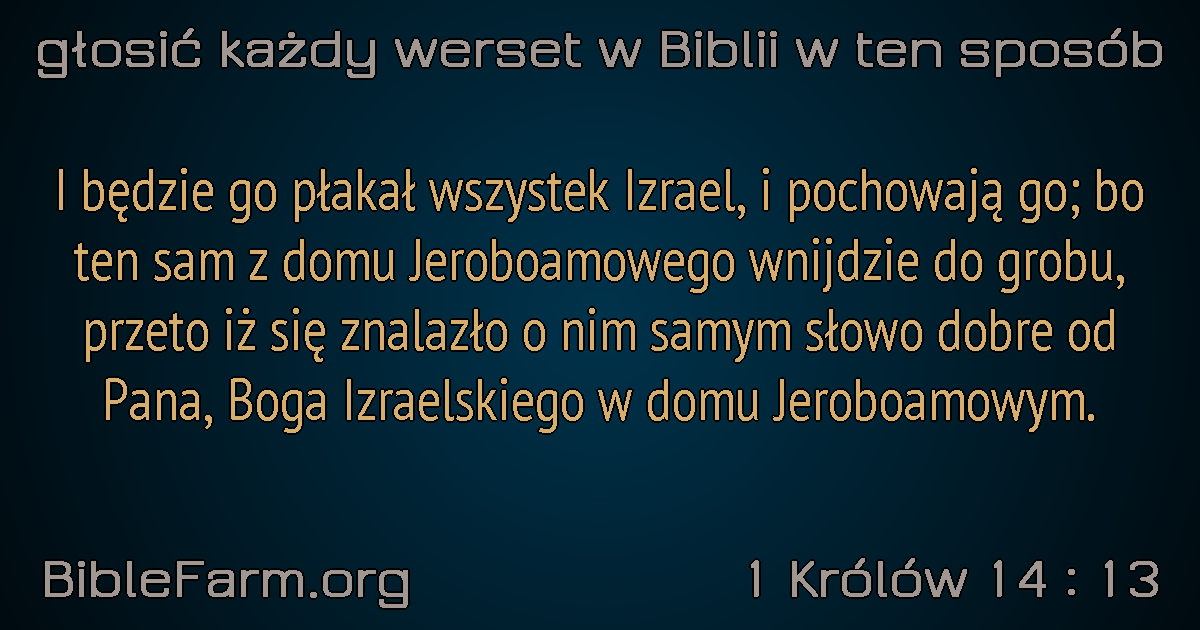 głosić każdy werset w Biblii w ten sposób
I będzie go płakał wszystek Izrael, i pochowają go; bo
ten sam z domu Jeroboamowego wnijdzie do grobu,
przeto iż się znalazło o nim samym słowo dobre od
Pana, Boga Izraelskiego w domu Jeroboamowym.
BibleFarm.org
1 Królów 14 : 13